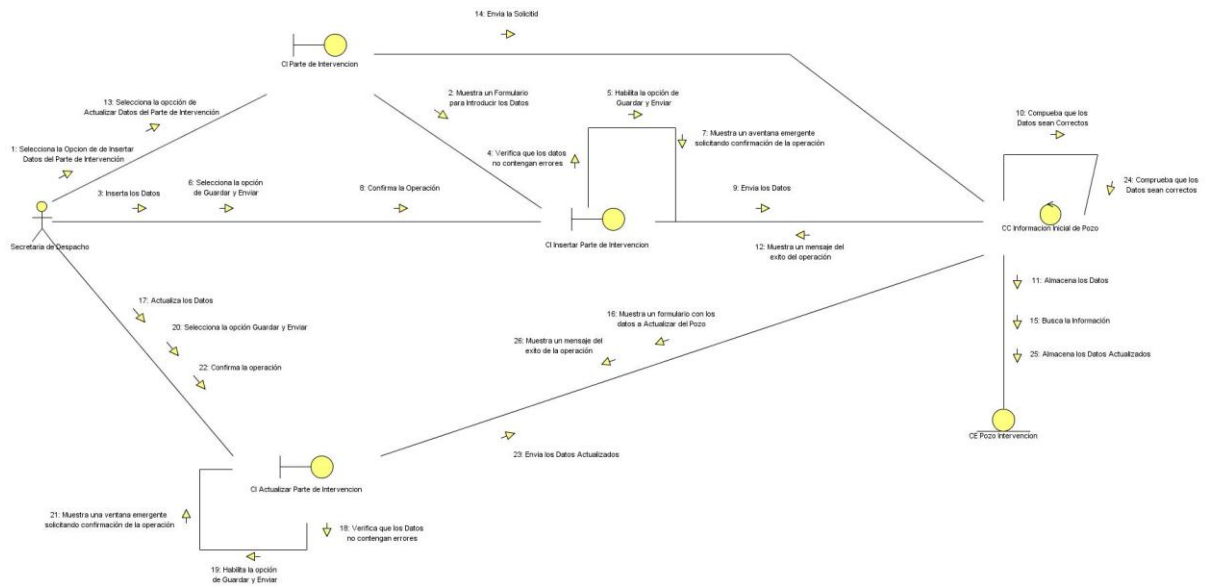 14: Envia la Solicitid
CI Parte de Intervencion
13: Selecciona la opcción de
Actualizar Datos del Parte de Intervención
2: Muestra un Formulario
para Introducir los Datos
5: Habilita la opción de
Guardar y Enviar
10: Compueba que los
Datos sean Correctos
1: Selecciona la Opcion de de Insertar
Datos del Parte de Intervención
4: Verifica que los datos
no contengan errores
7: Muestra un aventana emergente
solicitando confirmación de la operación
3: Inserta los Datos
6: Selecciona la opción
de Guardar y Enviar
8: Confirma la Operación
9: Envia los Datos
24: Comprueba que los
Datos sean correctos
Secretaria de Despacho
CI Insertar Parte de Intervencion
12: Muestra un mensaje del
exito del operación
CC Informacion Inicial de Pozo
11: Almacena los Datos
17: Actualiza los Datos
16: Muestra un formulario con los
datos a Actualizar del Pozo
15: Busca la Información
20: Selecciona la opción Guardar y Enviar
26: Muestra un mensaje del
exito de la operación
25: Almacena los Datos Actualizados
22: Confirma la operación
CE Pozo Intervencion
23: Envia los Datos Actualizados
CI Actualizar Parte de Intervencion
21: Muestra una ventana emergente
solicitando confirmación de la operación
18: Verifica que los Datos
no contengan errores
19: Habilita la opción
de Guardar y Enviar